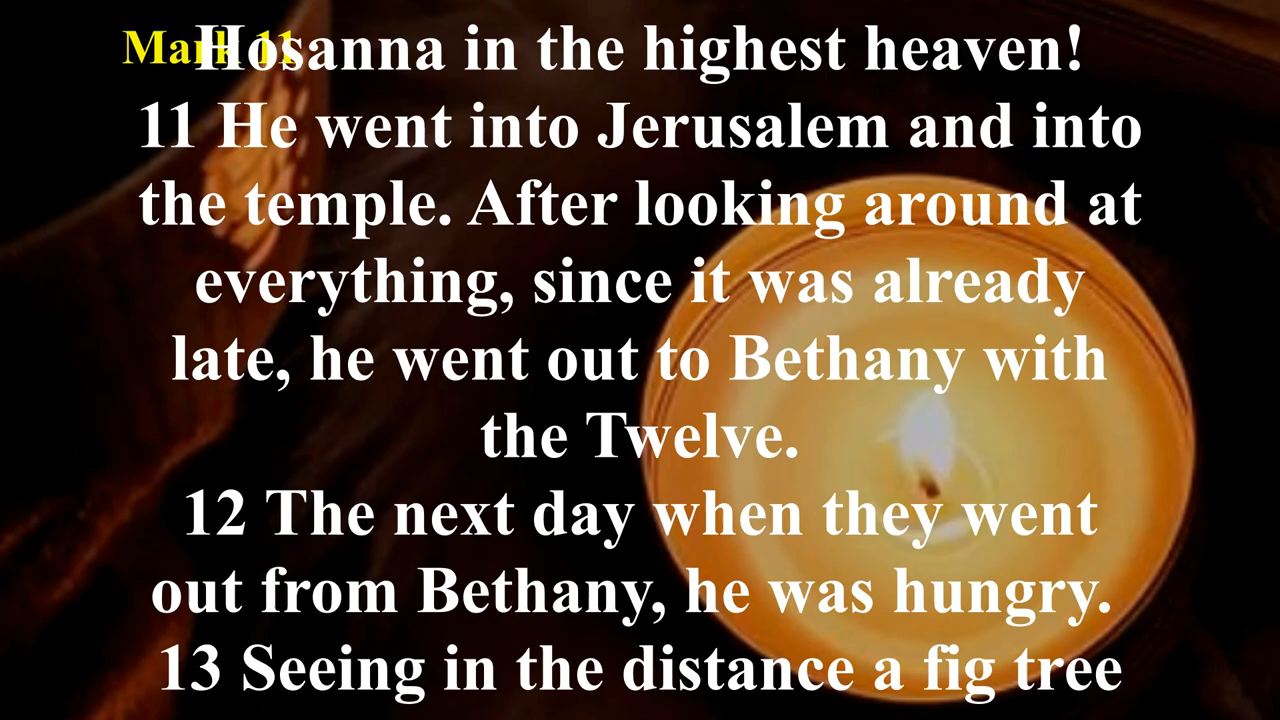 Mark 11
Hosanna in the highest heaven!
11 He went into Jerusalem and into
the temple. After looking around at
everything, since it was already
late, he went out to Bethany with
the Twelve.
12 The next day when they went
out from Bethany, he was hungry.
13 Seeing in the distance a fig tree